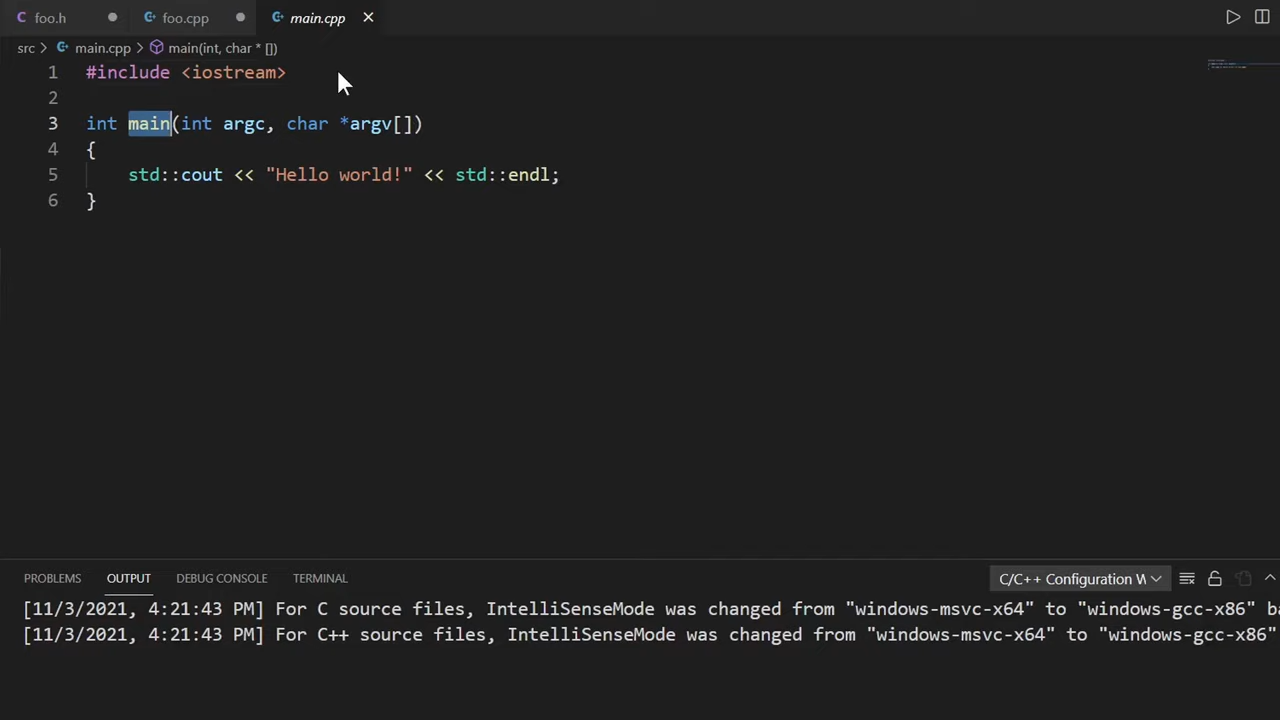 foo.h foo.cpp main.cpp
src main.cpp main(int, char * [])
1 #include <iostream>
2
3 int main(int argc, char *argv[])
4 {
5 std::cout << "Hello world!" << std::endl;
6 }
PROBLEMS OUTPUT DEBUG CONSOLE TERMINAL C/C++ Configuration W
[11/3/2021, 4:21:43 PM] For C source files, IntelliSenseMode was changed from "windows-msvc-x64" to "windows-gcc-x86" ba
[11/3/2021, 4:21:43 PM] For C++ source files, IntelliSenseMode was changed from "windows-msvc-x64" to "windows-gcc-x86"